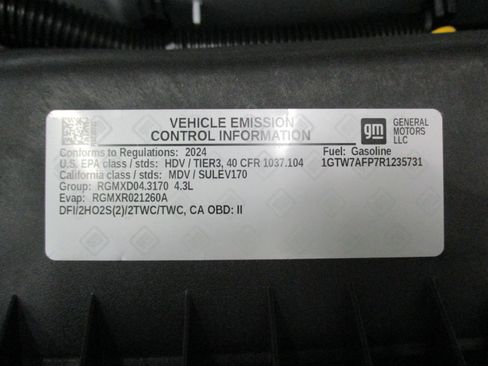 VEHICLE EMISSION
CONTROL INFORMATION
gm
GENERAL
MOTORS
LLC
Conforms to Regulations: 2024
Fuel: Gasoline
U.S. EPA class / stds: HDV / TIER3, 40 CFR 1037.104
1GTW7AFP7R1235731
California class / stds: MDV / SULEV170
Group: RGMXD04.3170 4.3L
Evap: RGMXR021260A
DFI/2HO2S(2)/2TWC/TWC, CA OBD: II